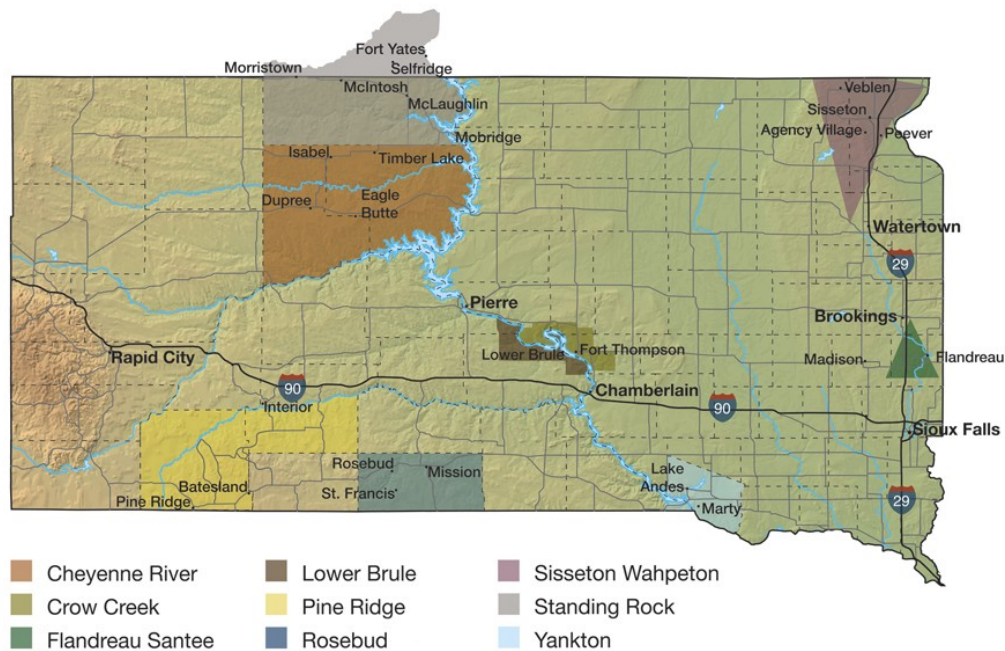 Fort Yates
Selfridge
Morristown
McIntosh
McLaughlin
Mobridge
Veblen
Sisseton
Agency Village
Peever
Isabel
Timber Lake
Dupree
Eagle
Butte
Watertown
29
Pierre
Brookings
Rapid City
Lower Brule
Fort Thompson
Madison
Flandreau
90
Chamberlain
90
Interior
Sioux Falls
Rosebud
Mission
Lake
Andes
Batesland
St. Francis
Pine Ridge
Marty
29
Cheyenne River
Lower Brule
Sisseton Wahpeton
Crow Creek
Pine Ridge
Standing Rock
Flandreau Santee
Rosebud
Yankton